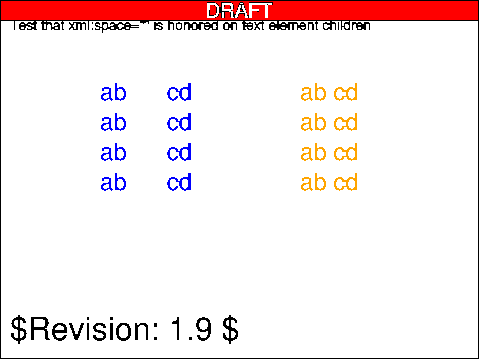 DRAFT
Test that xml:space="" is honored on text element children
ab cd ab cd
ab cd ab cd
ab cd ab cd
ab cd ab cd
$Revision: 1.9 $